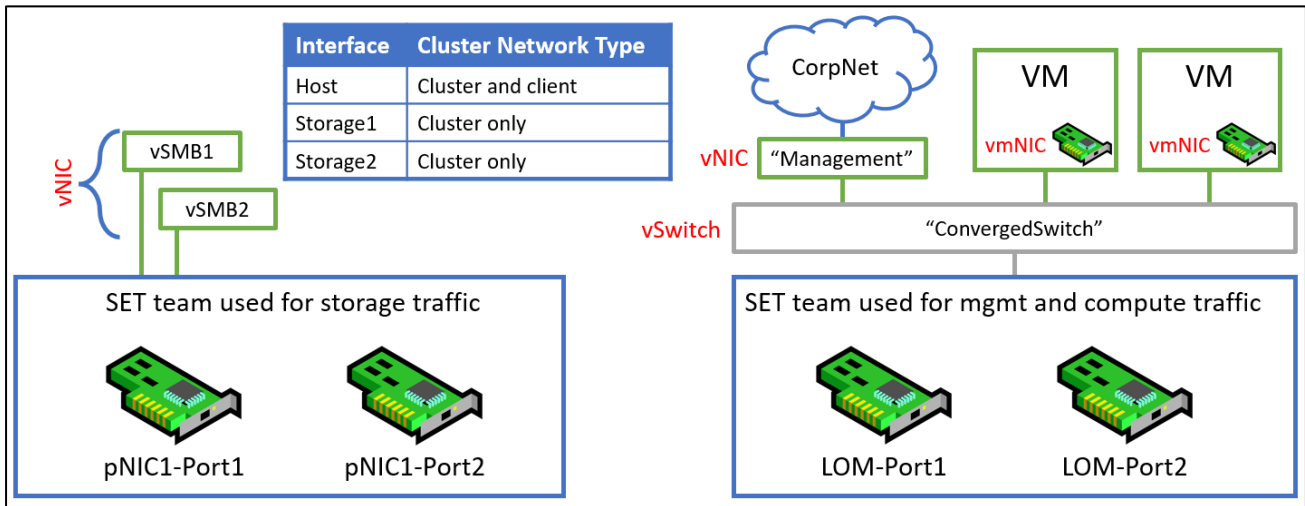 Interface Cluster Network Type
Host Cluster and client
Storage1 Cluster only
Storage2 Cluster only
vNIC
vSMB1
vSMB2
SET team used for storage traffic
pNIC1-Port1 pNIC1-Port2
CorpNet
VM VM
vNIC "Management" vmNIC vmNIC
vSwitch "ConvergedSwitch"
SET team used for mgmt and compute traffic
LOM-Port1 LOM-Port2